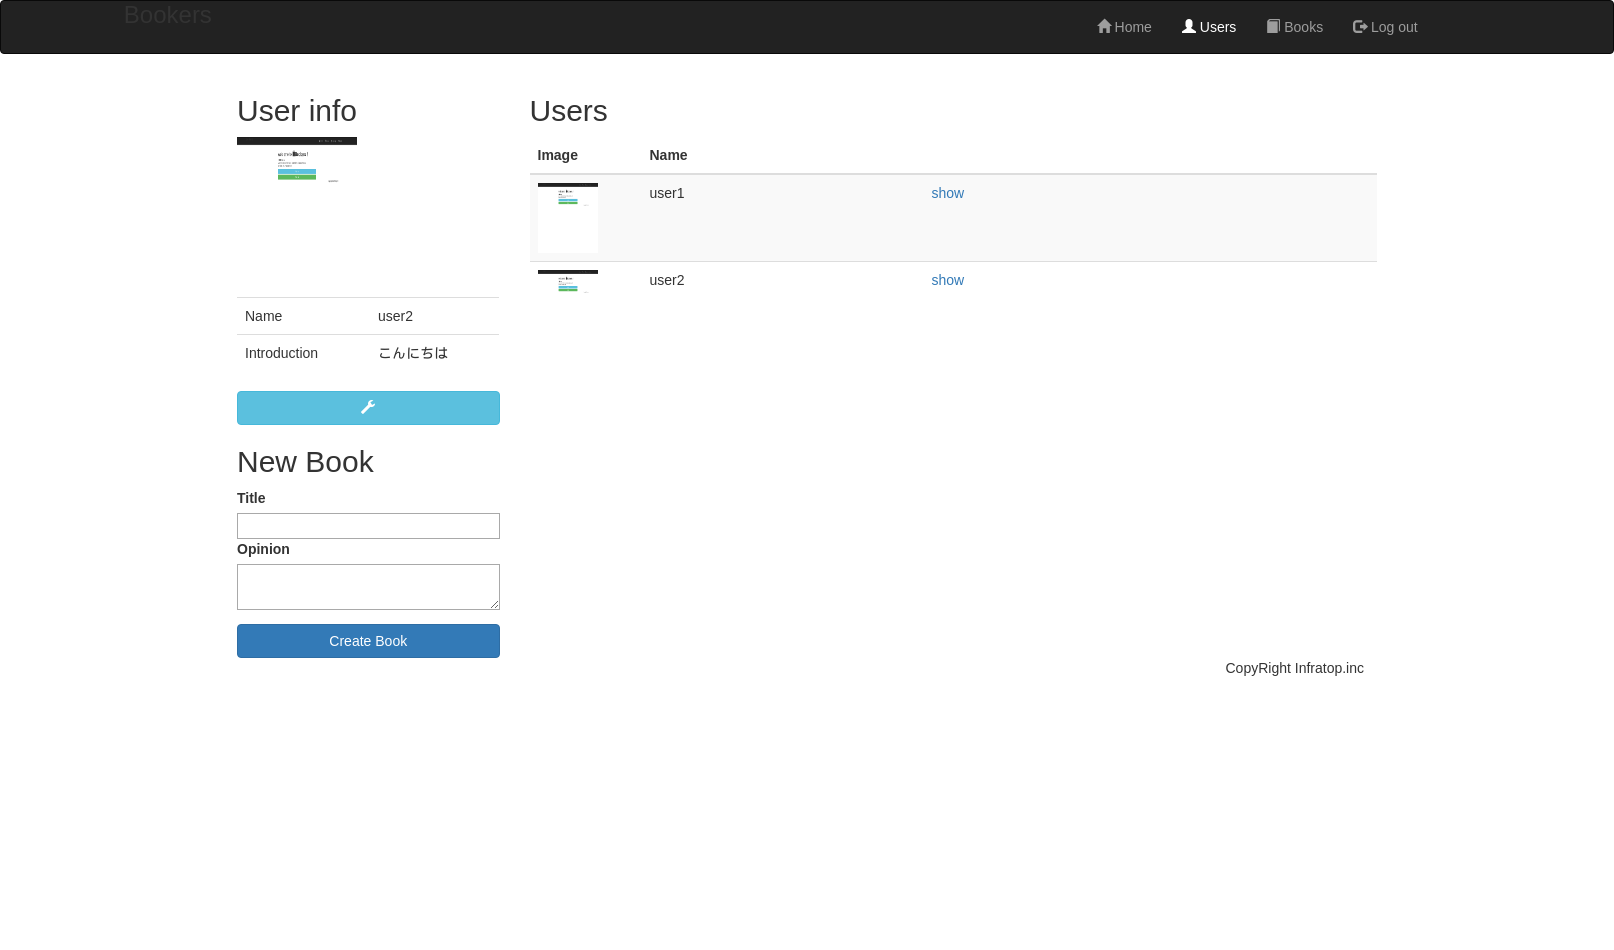 Bookers
Home Users Books Log out
User info
Name user2
Introduction こんにちは
New Book
Title
Opinion
Create Book
Users
Image Name
user1 show
user2 show
CopyRight Infratop.inc